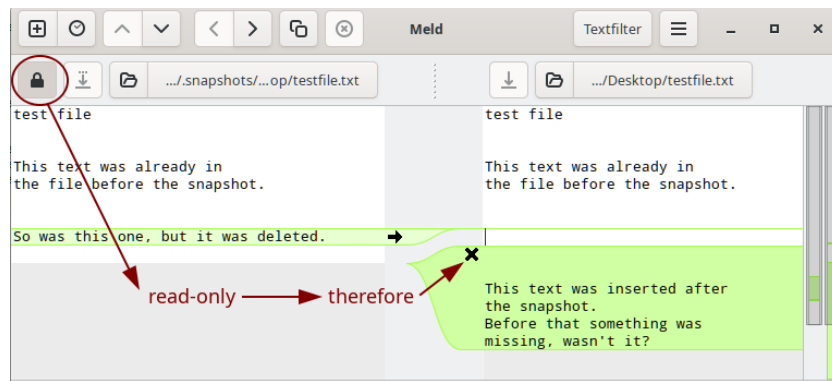 Meld
Textfilter
.../.snapshots/...op/testfile.txt
.../Desktop/testfile.txt
test file
This text was already in
the file before the snapshot.
So was this one, but it was deleted.
test file
This text was already in
the file before the snapshot.
This text was inserted after
the snapshot.
Before that something was
missing, wasn't it?
read-only
therefore